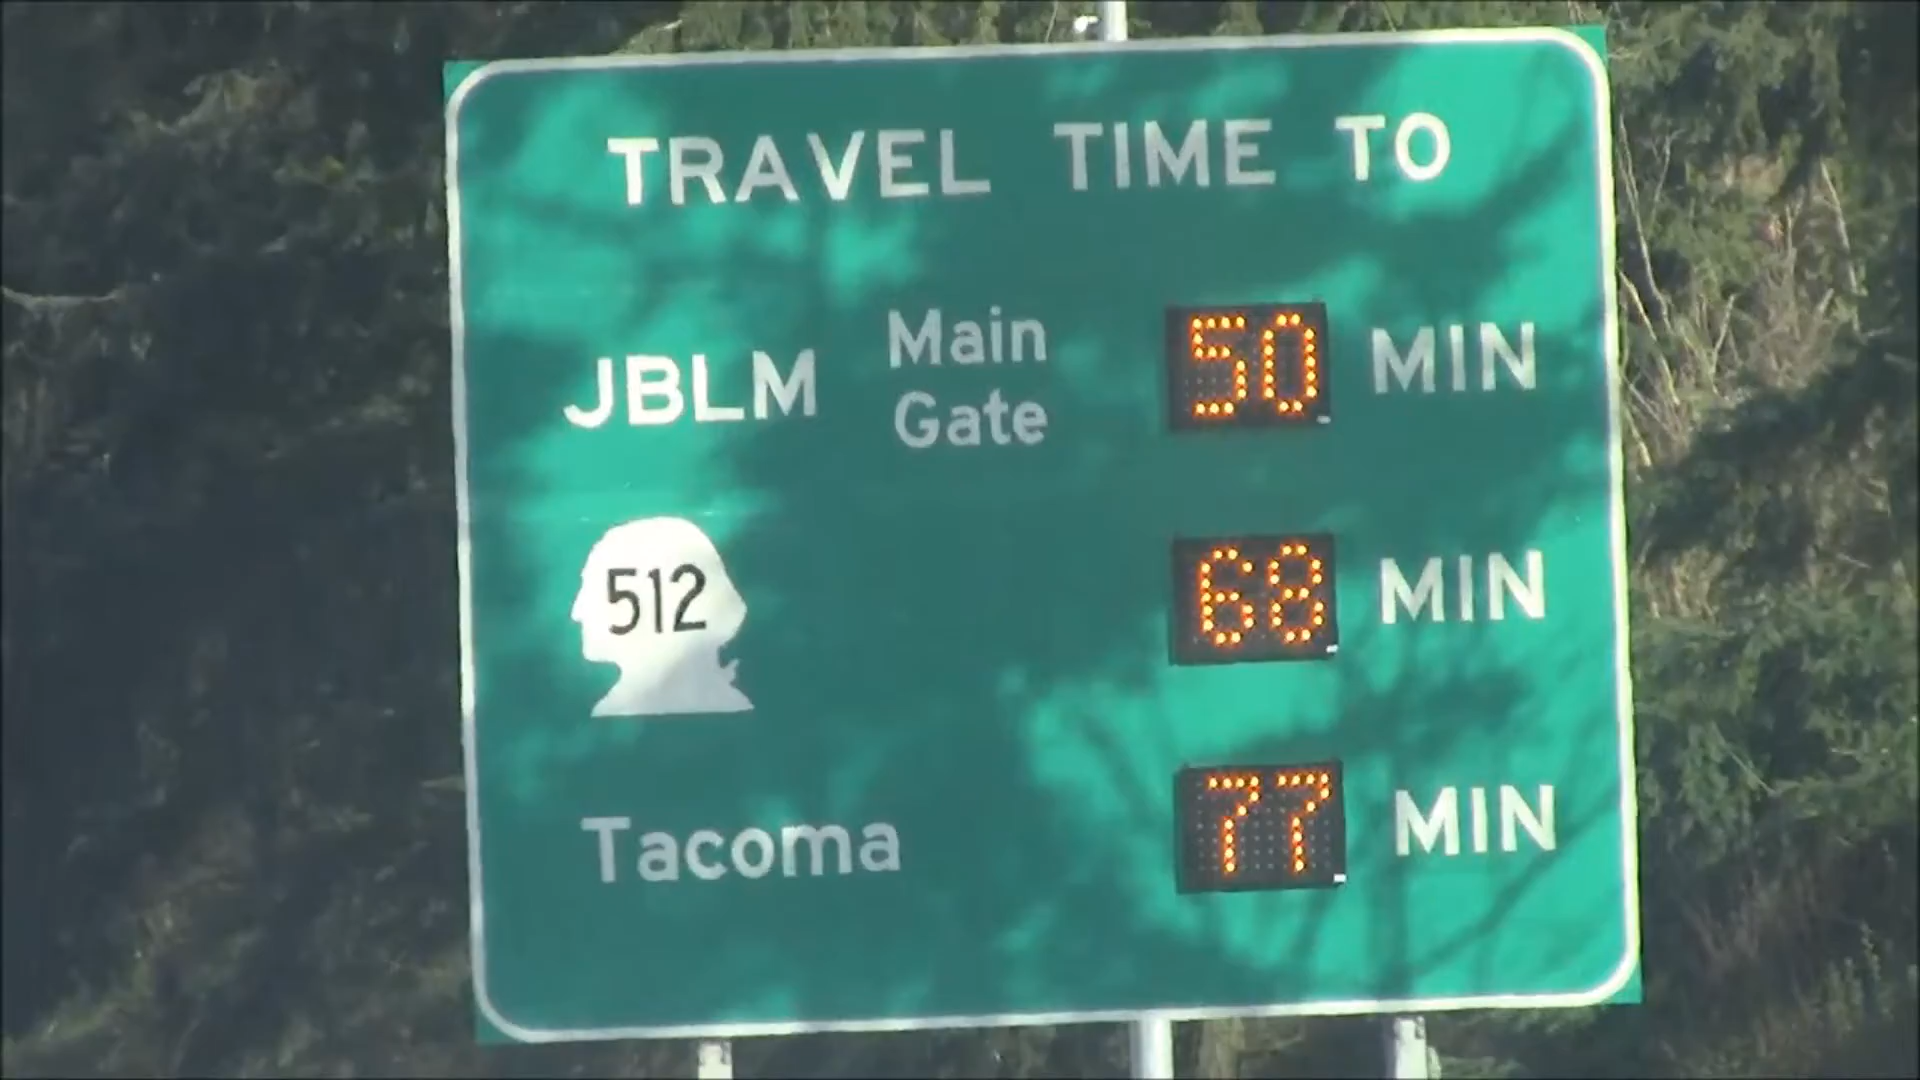 TRAVEL TIME TO
JBLM Main Gate 50 MIN
512 68 MIN
Tacoma 77 MIN